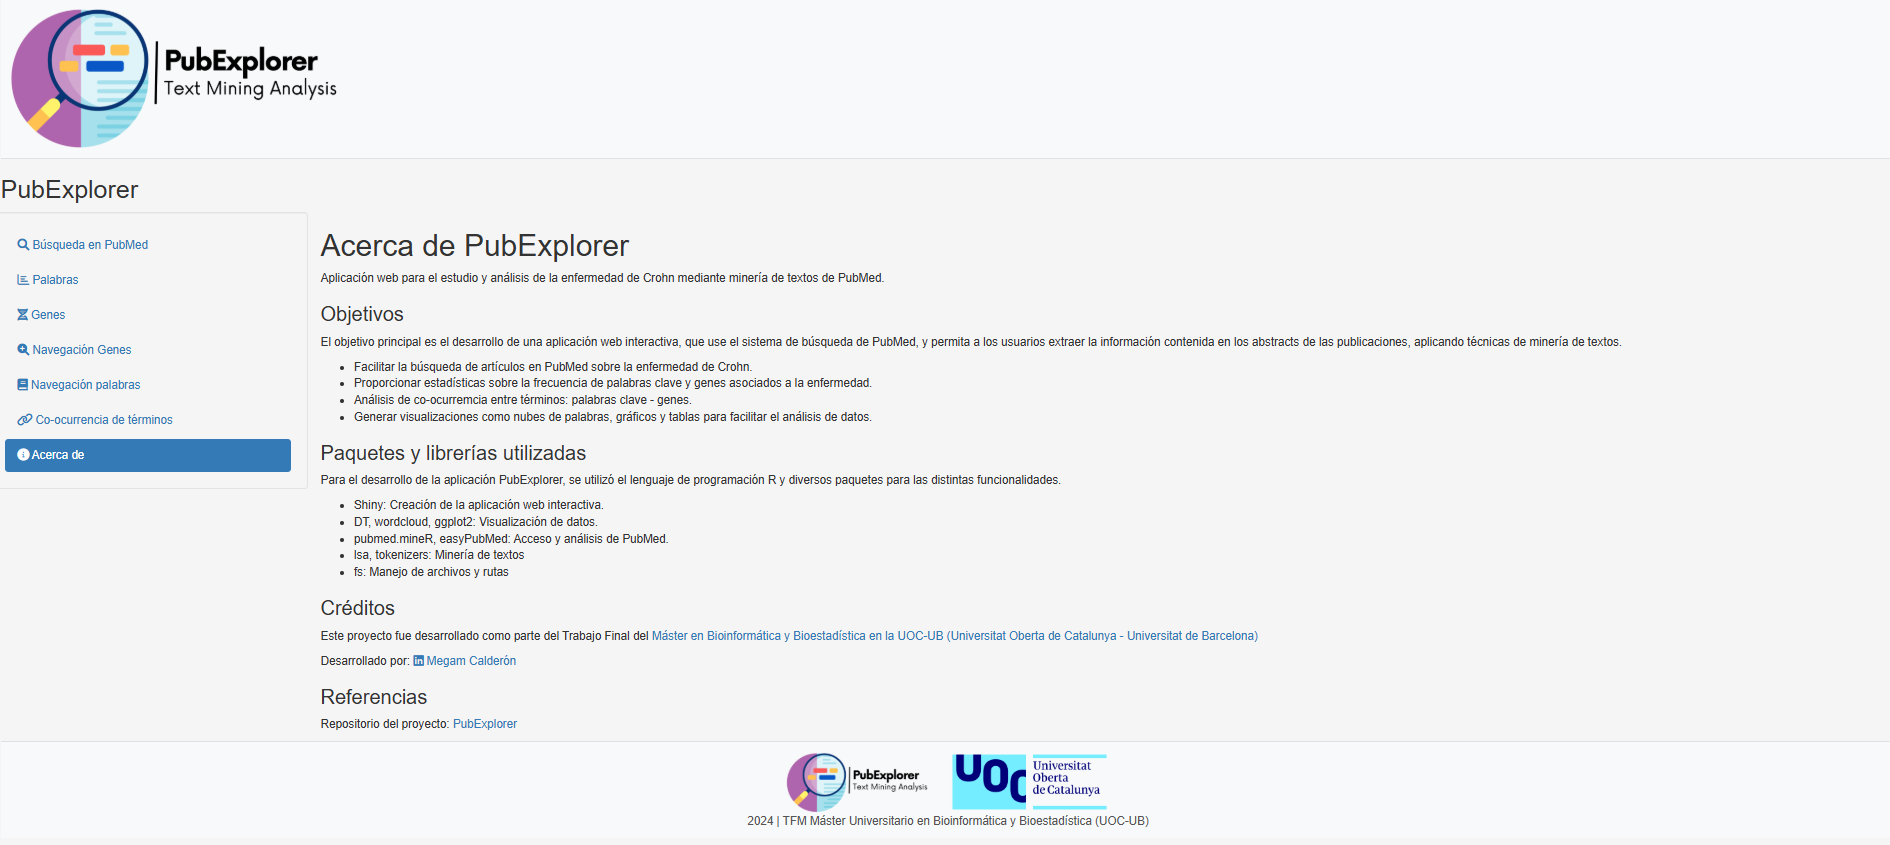 PubExplorer
Text Mining Analysis
PubExplorer
Búsqueda en PubMed
Palabras
Genes
Navegación Genes
Navegación palabras
Co-ocurrencia de términos
Acerca de
Acerca de PubExplorer
Aplicación web para el estudio y análisis de la enfermedad de Crohn mediante minería de textos de PubMed.
Objetivos
El objetivo principal es el desarrollo de una aplicación web interactiva, que use el sistema de búsqueda de PubMed, y permita a los usuarios extraer la información contenida en los abstracts de las publicaciones, aplicando técnicas de minería de textos.
• Facilitar la búsqueda de artículos en PubMed sobre la enfermedad de Crohn.
• Proporcionar estadísticas sobre la frecuencia de palabras clave y genes asociados a la enfermedad.
• Análisis de co-ocurremcia entre términos: palabras clave - genes.
• Generar visualizaciones como nubes de palabras, gráficos y tablas para facilitar el análisis de datos.
Paquetes y librerías utilizadas
Para el desarrollo de la aplicación PubExplorer, se utilizó el lenguaje de programación R y diversos paquetes para las distintas funcionalidades.
• Shiny: Creación de la aplicación web interactiva.
• DT, wordcloud, ggplot2: Visualización de datos.
• pubmed.mineR, easyPubMed: Acceso y análisis de PubMed.
• lsa, tokenizers: Minería de textos
• fs: Manejo de archivos y rutas
Créditos
Este proyecto fue desarrollado como parte del Trabajo Final del Máster en Bioinformática y Bioestadística en la UOC-UB (Universitat Oberta de Catalunya - Universitat de Barcelona)
Desarrollado por: Megam Calderón
Referencias
Repositorio del proyecto: PubExplorer
PubExplorer
Text Mining Analysis
UOC
Universitat
Oberta
de Catalunya
2024 | TFM Máster Universitario en Bioinformática y Bioestadística (UOC-UB)